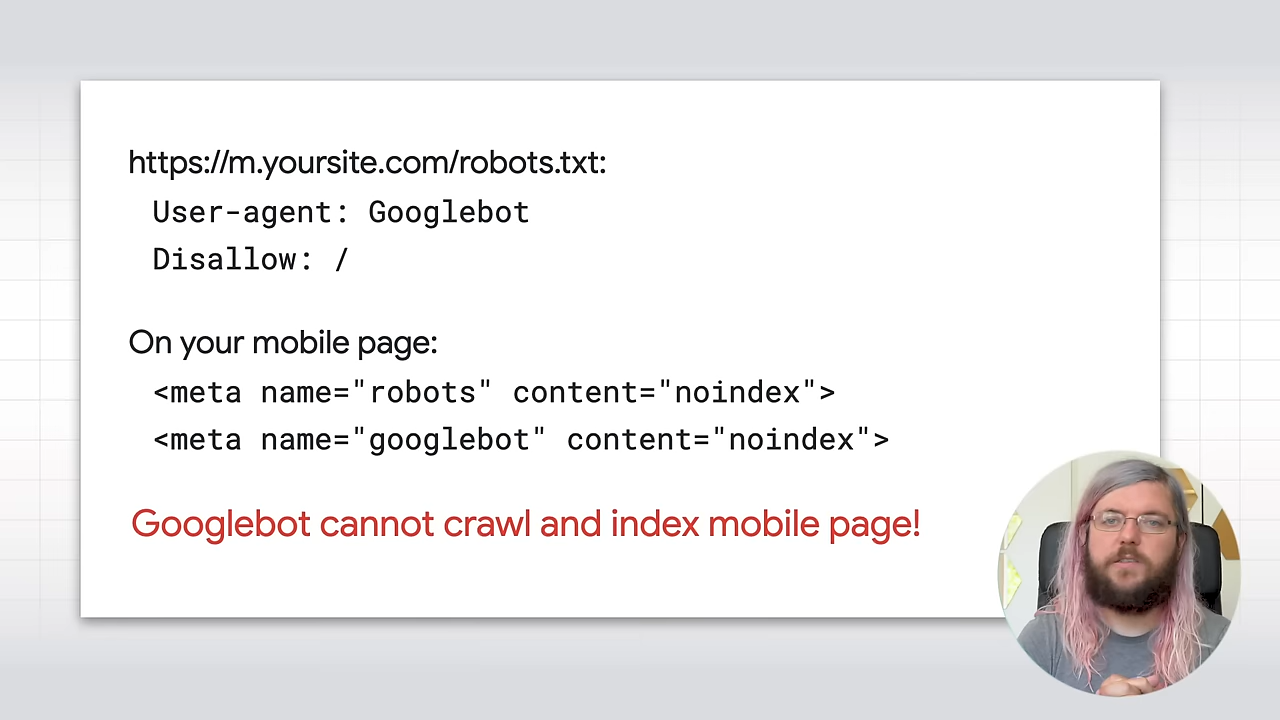 https://m.yoursite.com/robots.txt:
User-agent: Googlebot
Disallow: /
On your mobile page:
<meta name="robots" content="noindex">
<meta name="googlebot" content="noindex">
Googlebot cannot crawl and index mobile page!